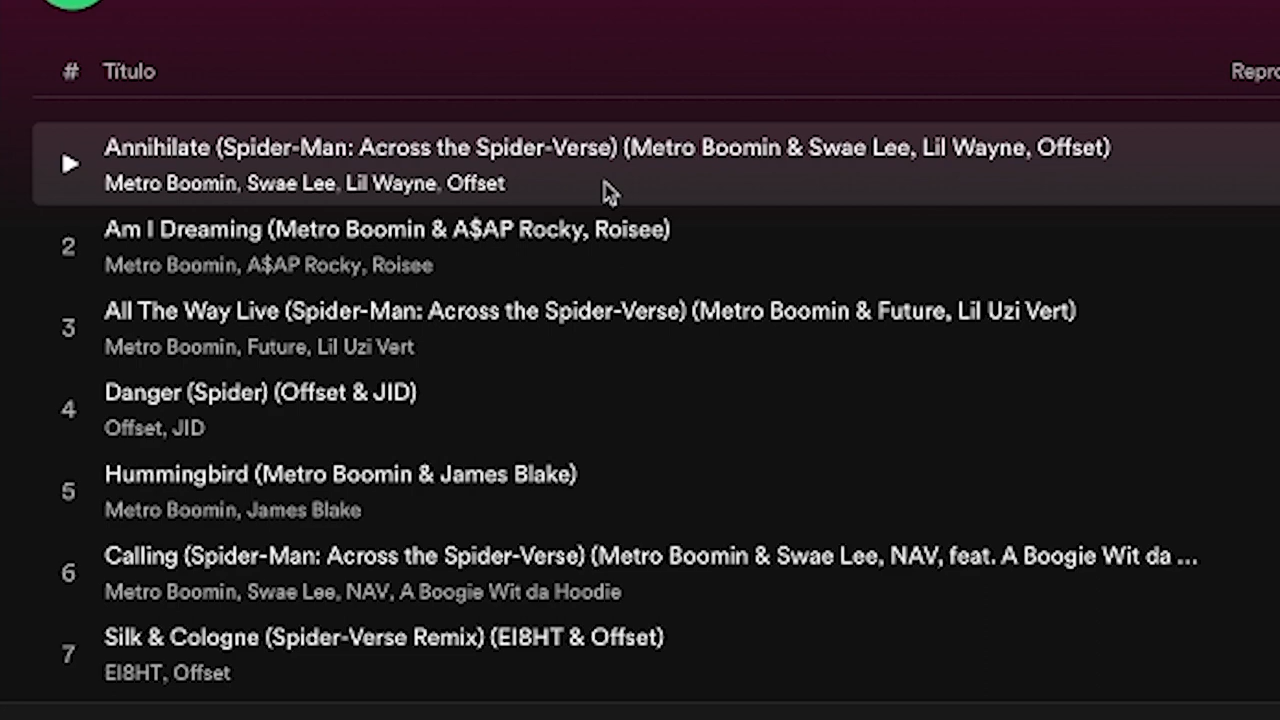 # Título Repro
Annihilate (Spider-Man: Across the Spider-Verse) (Metro Boomin & Swae Lee, Lil Wayne, Offset)
Metro Boomin, Swae Lee, Lil Wayne, Offset
2 Am I Dreaming (Metro Boomin & A$AP Rocky, Roisee)
Metro Boomin, A$AP Rocky, Roisee
3 All The Way Live (Spider-Man: Across the Spider-Verse) (Metro Boomin & Future, Lil Uzi Vert)
Metro Boomin, Future, Lil Uzi Vert
4 Danger (Spider) (Offset & JID)
Offset, JID
5 Hummingbird (Metro Boomin & James Blake)
Metro Boomin, James Blake
6 Calling (Spider-Man: Across the Spider-Verse) (Metro Boomin & Swae Lee, NAV, feat. A Boogie Wit da ...
Metro Boomin, Swae Lee, NAV, A Boogie Wit da Hoodie
7 Silk & Cologne (Spider-Verse Remix) (EI8HT & Offset)
EI8HT, Offset